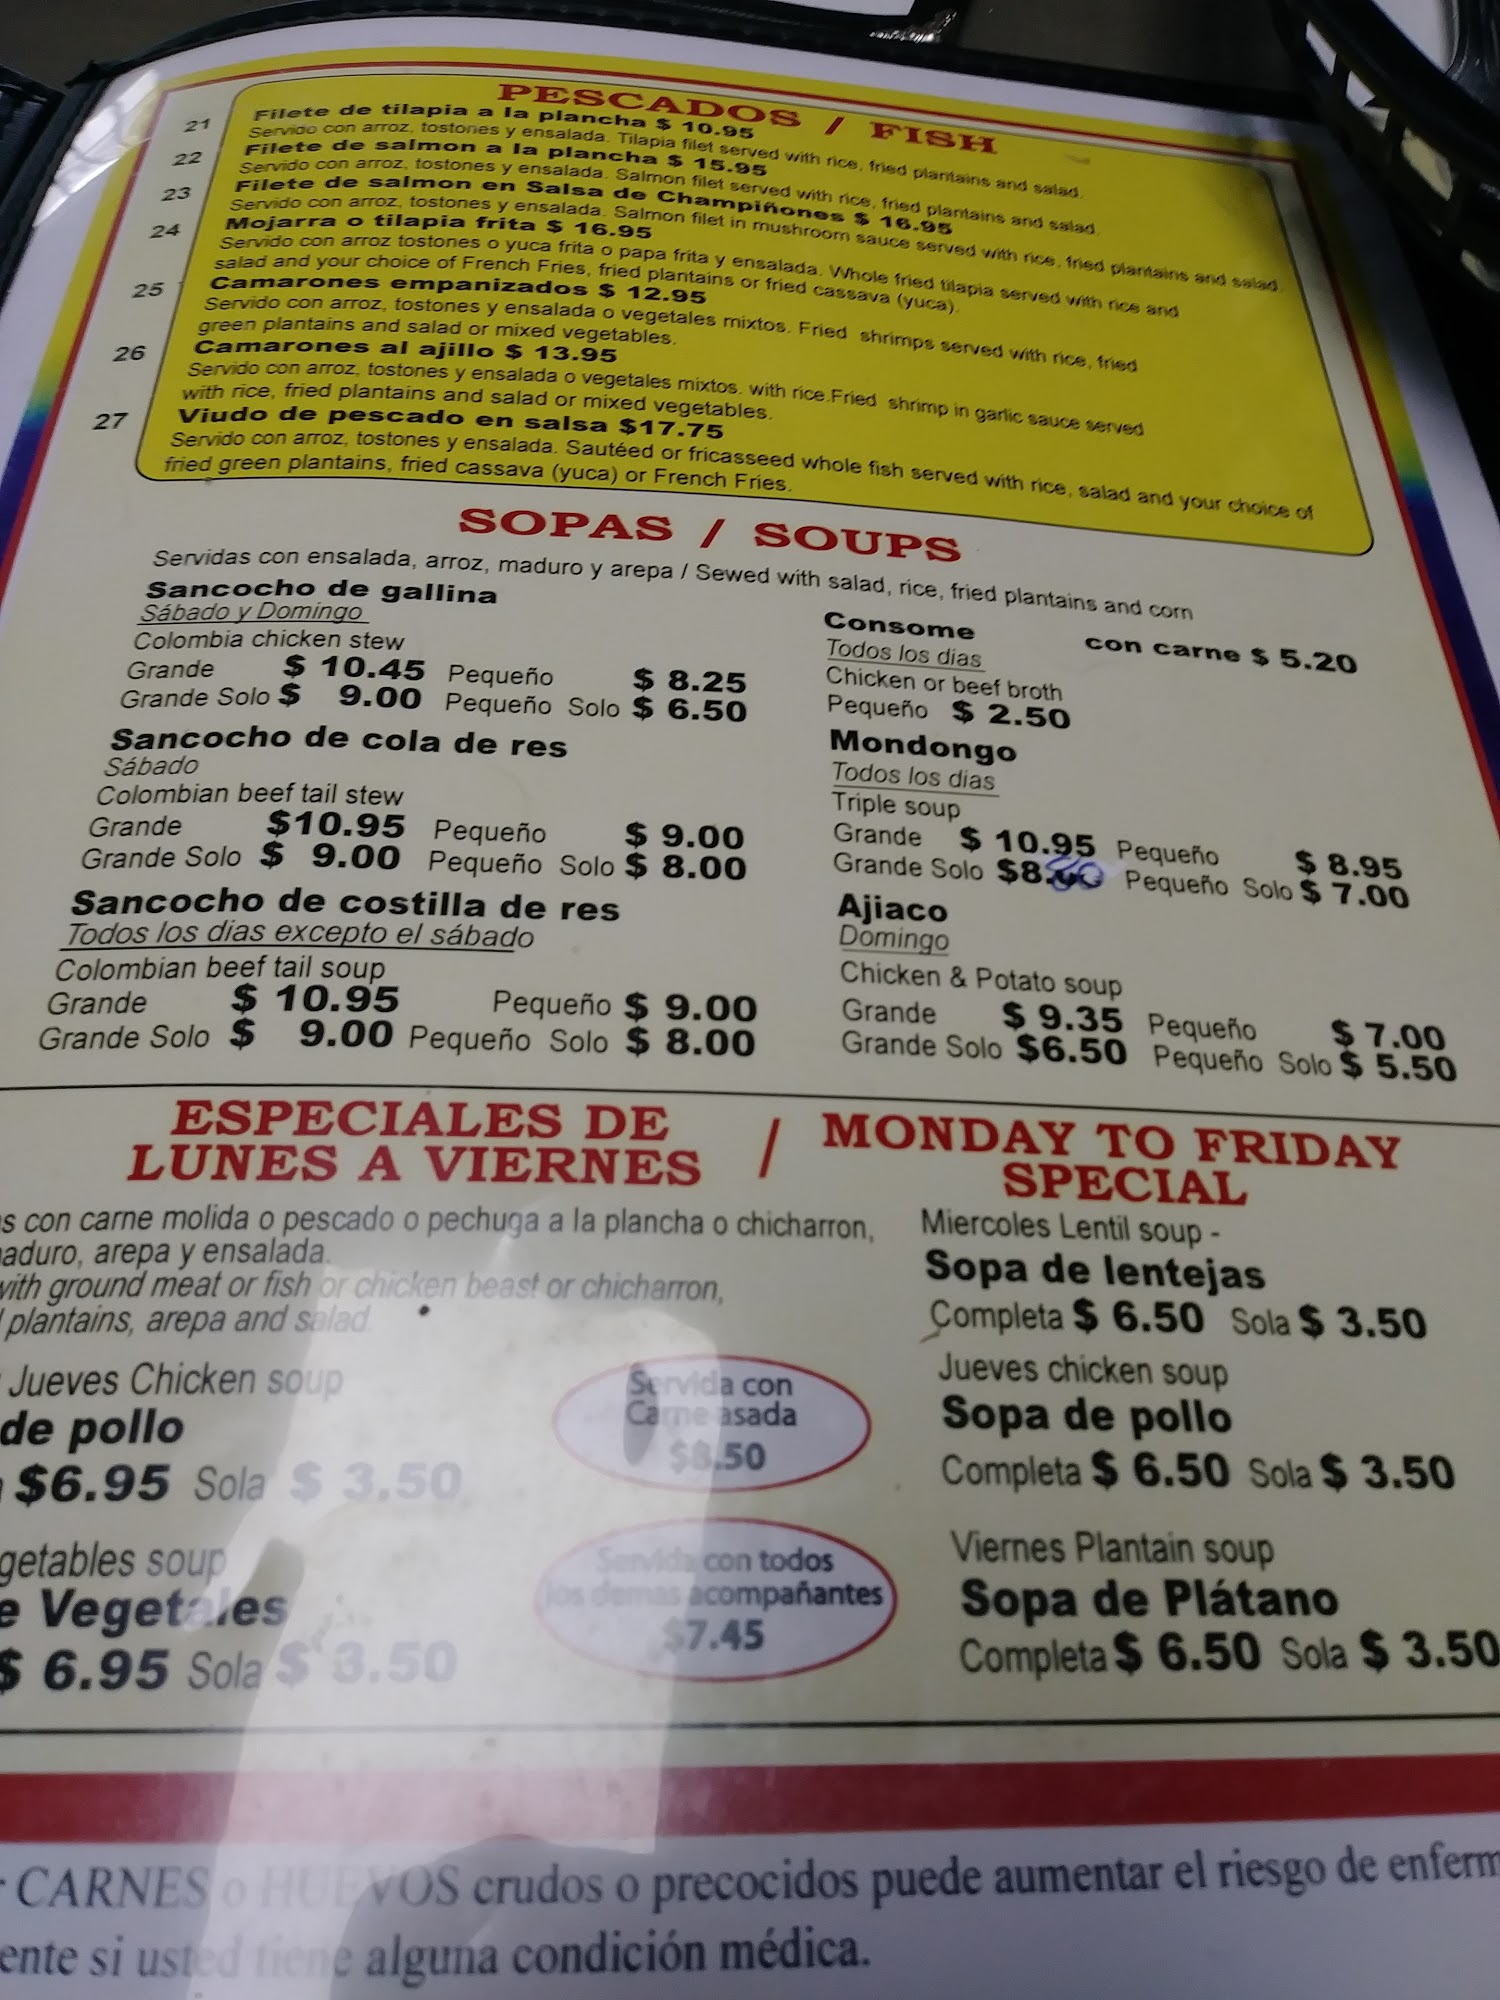 PESCADOS / FISH
21 Filete de tilapia a la plancha $ 10.95
Servido con arroz, tostones y ensalada. Tilapia filet served with rice, fried plantains and salad.
22 Filete de salmon a la plancha $ 15.95
Servido con arroz, tostones y ensalada. Salmon filet served with rice, fried plantains and salad.
23 Filete de salmon en Salsa de Champiñones $ 16.95
Servido con arroz, tostones y ensalada. Salmon filet in mushroom sauce served with rice, fried plantains and salad.
24 Mojarra o tilapia frita $ 16.95
Servido con arroz tostones o yuca frita o papa frita y ensalada. Whole fried tilapia served with rice and
salad and your choice of French Fries, fried plantains or fried cassava (yuca).
25 Camarones empanizados $ 12.95
Servido con arroz, tostones y ensalada o vegetales mixtos. Fried shrimps served with rice, fried
green plantains and salad or mixed vegetables.
26 Camarones al ajillo $ 13.95
Servido con arroz, tostones y ensalada o vegetales mixtos. with rice.Fried shrimp in garlic sauce served
with rice, fried plantains and salad or mixed vegetables.
27 Viudo de pescado en salsa $17.75
Servido con arroz, tostones y ensalada. Sautéed or fricasseed whole fish served with rice, salad and your choice of
fried green plantains, fried cassava (yuca) or French Fries.
SOPAS / SOUPS
Servidas con ensalada, arroz, maduro y arepa / Sewed with salad, rice, fried plantains and corn
Sancocho de gallina
Sábado y Domingo
Colombia chicken stew
Grande $ 10.45 Pequeño $ 8.25
Grande Solo $ 9.00 Pequeño Solo $ 6.50
Sancocho de cola de res
Sábado
Colombian beef tail stew
Grande $10.95 Pequeño $ 9.00
Grande Solo $ 9.00 Pequeño Solo $ 8.00
Sancocho de costilla de res
Todos los dias excepto el sábado
Colombian beef tail soup
Grande $ 10.95 Pequeño $ 9.00
Grande Solo $ 9.00 Pequeño Solo $ 8.00
Consome con carne $ 5.20
Todos los dias
Chicken or beef broth
Pequeño $ 2.50
Mondongo
Todos los dias
Triple soup
Grande $ 10.95 Pequeño $ 8.95
Grande Solo $8. Pequeño Solo $ 7.00
Ajiaco
Domingo
Chicken & Potato soup
Grande $ 9.35 Pequeño $ 7.00
Grande Solo $6.50 Pequeño Solo $ 5.50
ESPECIALES DE
LUNES A VIERNES / MONDAY TO FRIDAY
SPECIAL
s con carne molida o pescado o pechuga a la plancha o chicharron,
aduro, arepa y ensalada.
with ground meat or fish or chicken beast or chicharron,
plantains, arepa and salad
Jueves Chicken soup
de pollo
$6.95 Sola $ 3.50
getables soup
e Vegetales
$ 6.95 Sola $ 3.50
Servida con
Carne asada
$8.50
Servida con todos
los demas acompañantes
$7.45
Miercoles Lentil soup -
Sopa de lentejas
Completa $ 6.50 Sola $ 3.50
Jueves chicken soup
Sopa de pollo
Completa $ 6.50 Sola $ 3.50
Viernes Plantain soup
Sopa de Plátano
Completa $ 6.50 Sola $ 3.50
CARNES o HUEVOS crudos o precocidos puede aumentar el riesgo de enferm
ente si usted tiene alguna condición médica.